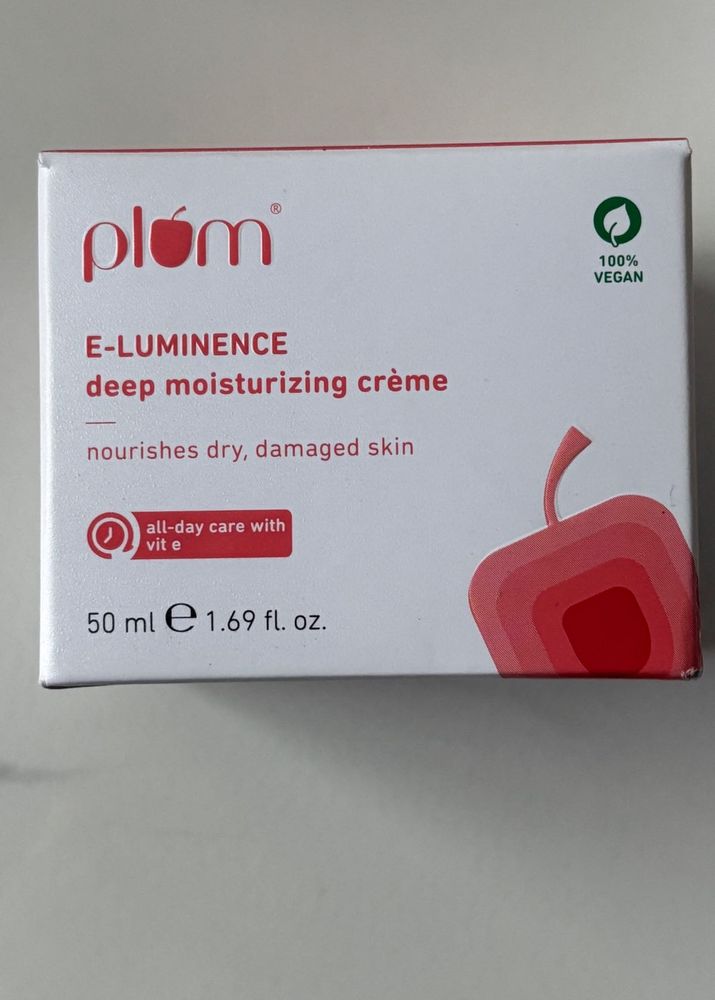 plum®
100%
VEGAN
E-LUMINENCE
deep moisturizing crème
nourishes dry, damaged skin
all-day care with
vit e
50 ml ℮ 1.69 fl. oz.